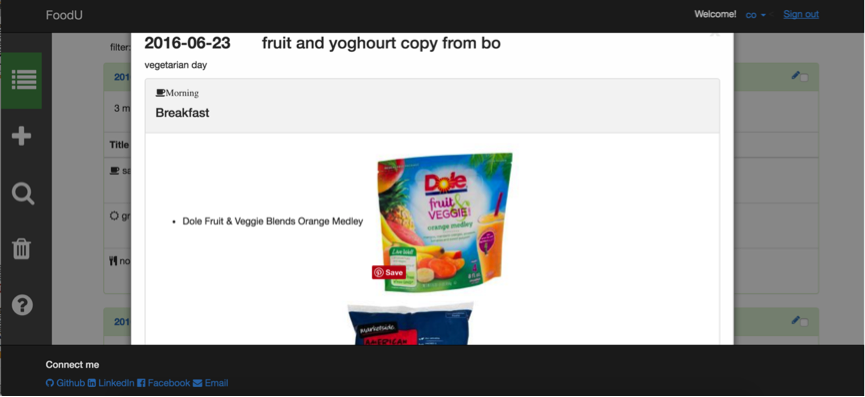 FoodU
Welcome! co Sign out
filter:
2016-06-23 fruit and yoghourt copy from bo
vegetarian day
201
3 m
Title
sa
gr
no
201
Morning
Breakfast
Dole Fruit & Veggie Blends Orange Medley
Dole
fruit &
VEGGIE!
orange medley
Save
marketside
AMERICAN
Connect me
Github LinkedIn Facebook Email